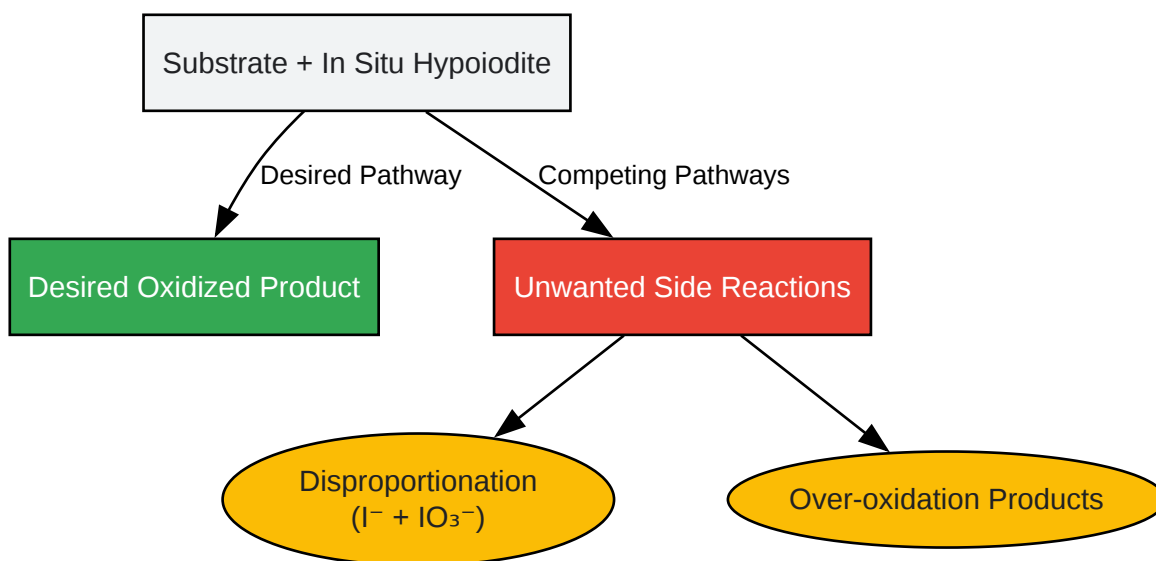 Substrate + In Situ Hypoiodite
Desired Pathway
Competing Pathways
Desired Oxidized Product
Unwanted Side Reactions
Disproportionation
(I⁻ + IO₃⁻)
Over-oxidation Products